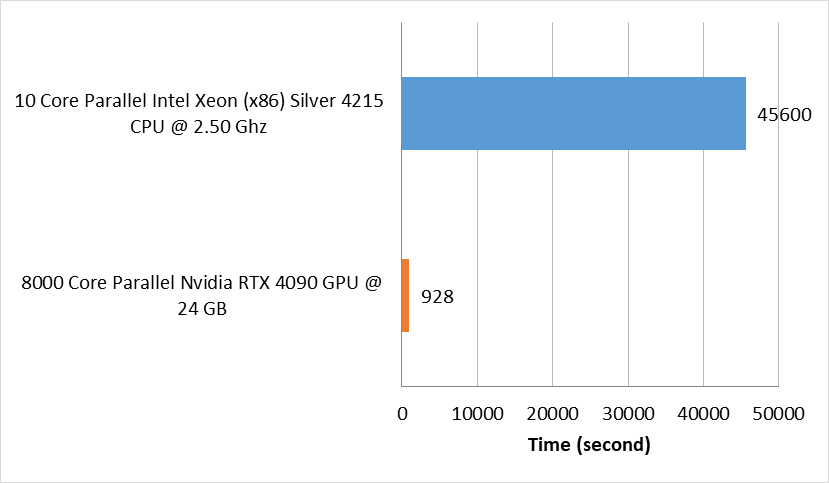 10 Core Parallel Intel Xeon (x86) Silver 4215
CPU @ 2.50 Ghz
45600
8000 Core Parallel Nvidia RTX 4090 GPU @
24 GB
928
0 10000 20000 30000 40000 50000
Time (second)